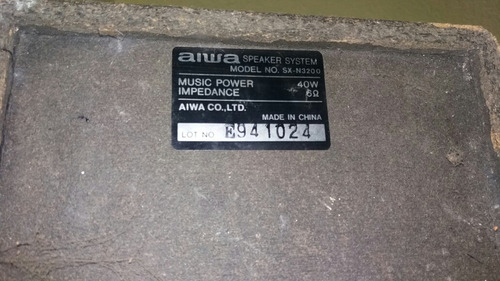 aiwa SPEAKER SYSTEM
MODEL NO. SX-N3200
MUSIC POWER 40W
IMPEDANCE 6Ω
AIWA CO.,LTD.
MADE IN CHINA
LOT NO. E941024